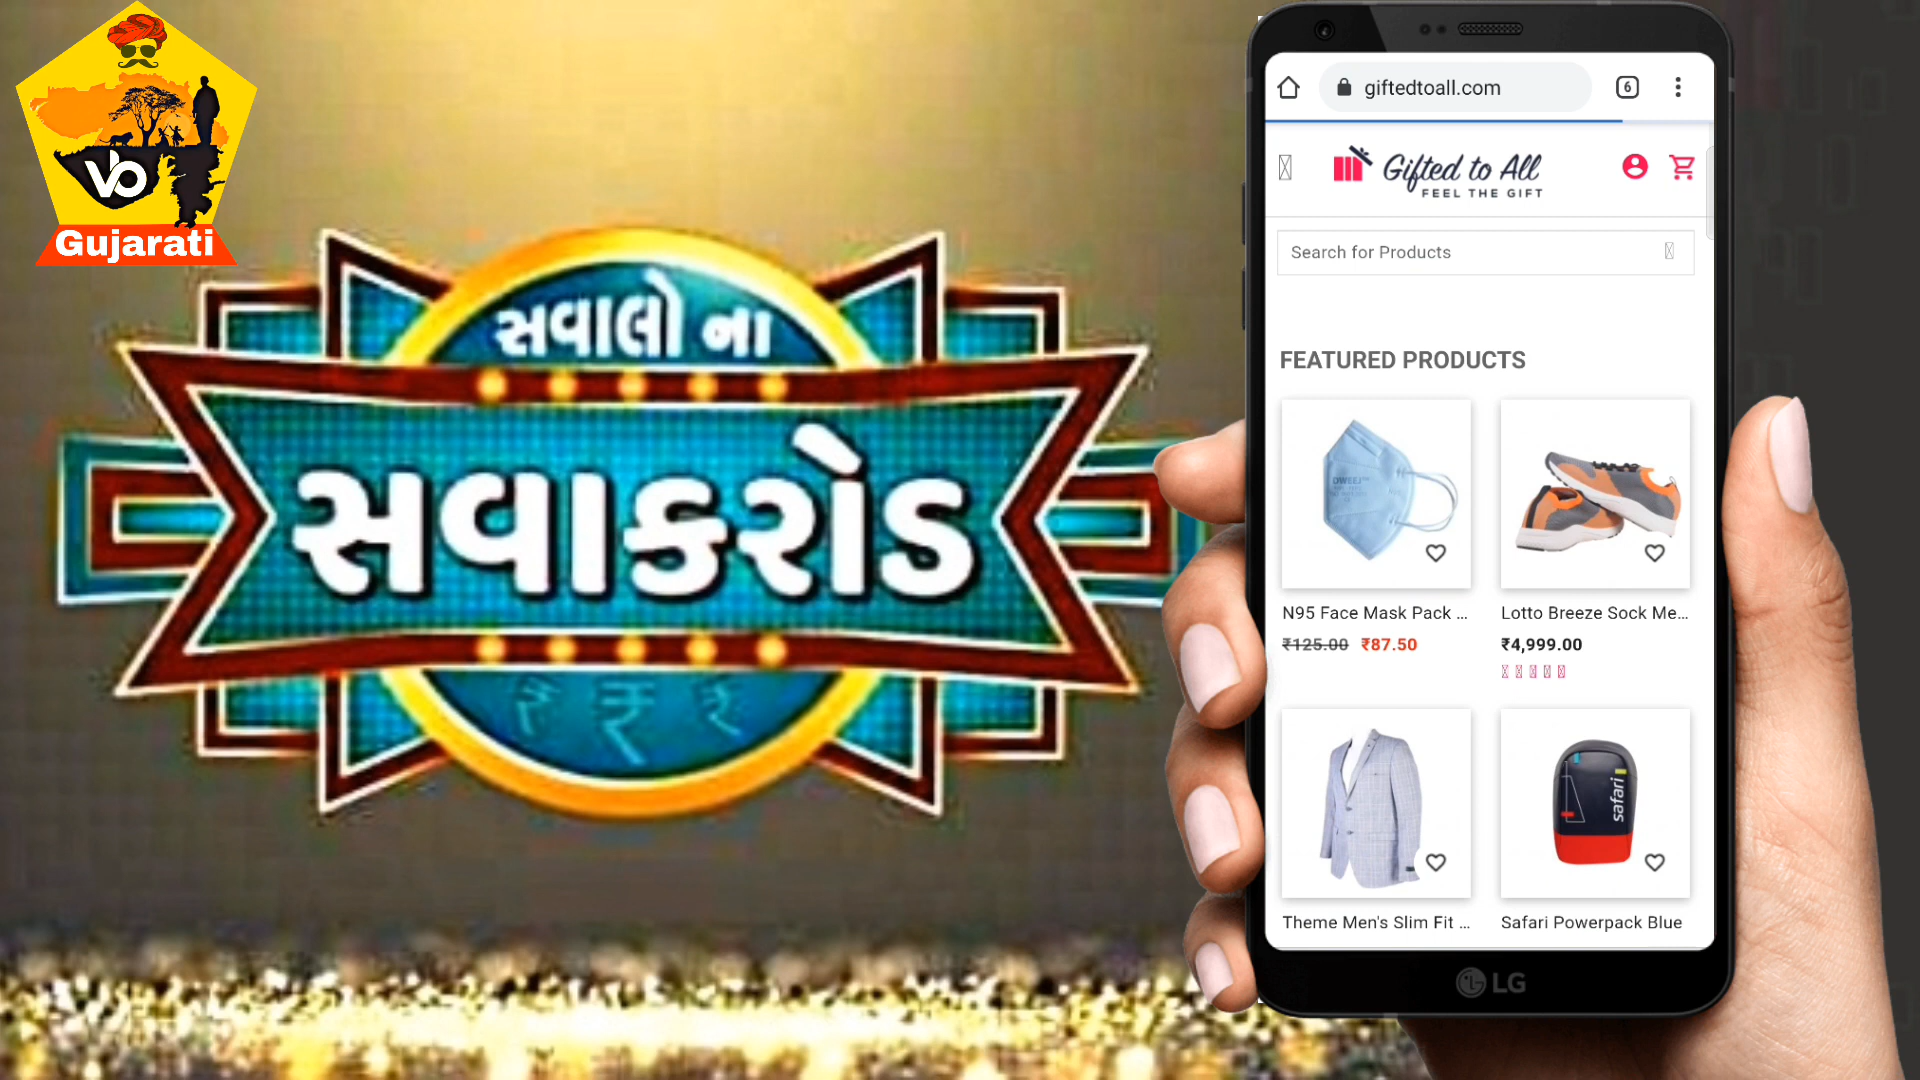 VO
Gujarati
સવાલો ના
સવાકરોડ
₹ ₹ ₹
giftedtoall.com
6
Gifted to All
FEEL THE GIFT
Search for Products
FEATURED PRODUCTS
DWEEJ™
N95 Face Mask Pack ...
Lotto Breeze Sock Me...
₹125.00 ₹87.50
₹4,999.00
safari
Theme Men's Slim Fit ...
Safari Powerpack Blue
LG